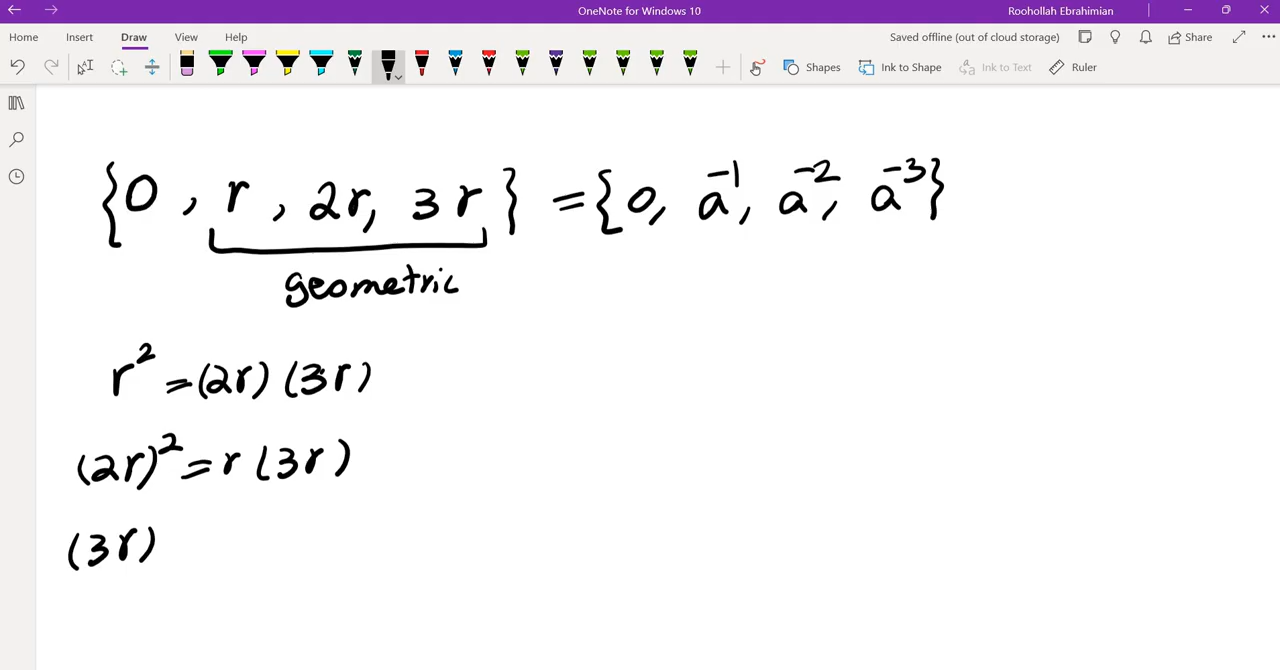 OneNote for Windows 10
Roohollah Ebrahimian
Home Insert Draw View Help
Saved offline (out of cloud storage) Share
Shapes Ink to Shape Ink to Text Ruler
{0, r, 2r, 3r} = {0, a⁻¹, a⁻², a⁻³}
geometric
r² = (2r)(3r)
(2r)² = r(3r)
(3r)